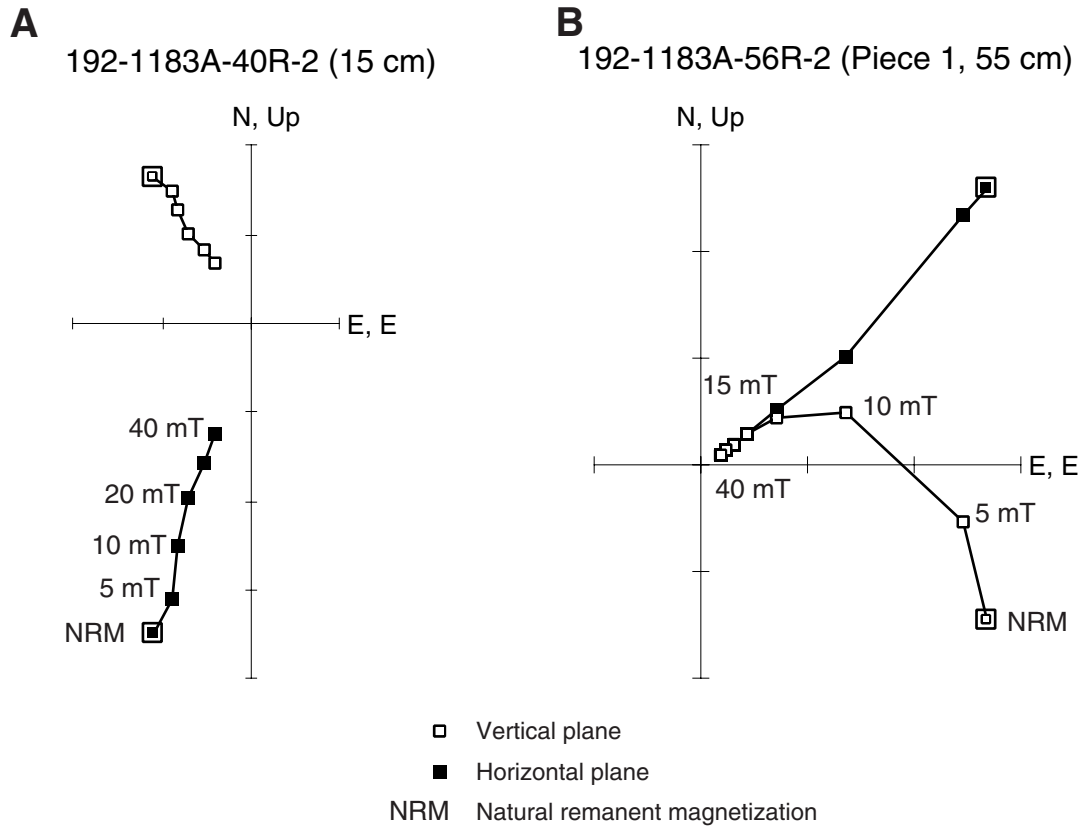 A
192-1183A-40R-2 (15 cm)
N, Up
E, E
40 mT
20 mT
10 mT
5 mT
NRM
B
192-1183A-56R-2 (Piece 1, 55 cm)
N, Up
15 mT
10 mT
E, E
40 mT
5 mT
NRM
Vertical plane
Horizontal plane
NRM Natural remanent magnetization